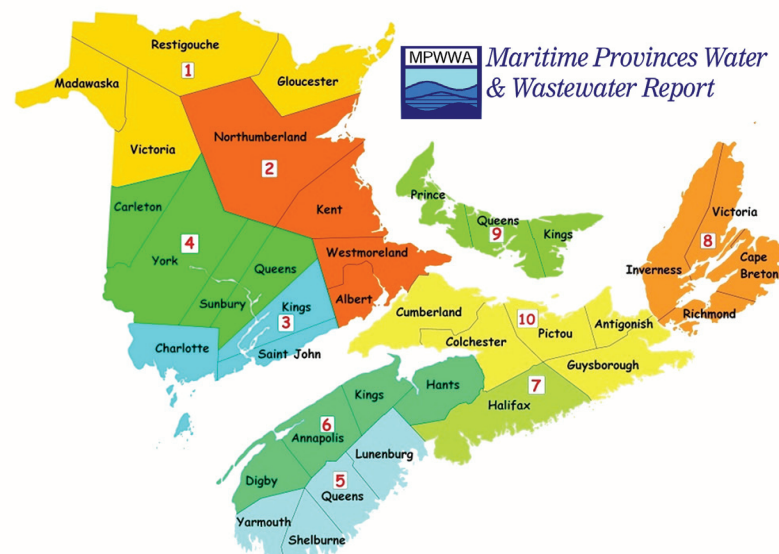 MPWWA
Maritime Provinces Water
& Wastewater Report
Restigouche
1
Madawaska
Gloucester
Victoria
Northumberland
2
Kent
Westmoreland
Albert
Carleton
4
York
Queens
Sunbury
Kings
3
Charlotte
Saint John
Prince
Queens
9
Kings
Victoria
8
Cape
Breton
Inverness
Richmond
Cumberland
10
Pictou
Antigonish
Colchester
Guysborough
7
Halifax
Hants
Kings
6
Annapolis
Digby
Lunenburg
5
Queens
Yarmouth
Shelburne